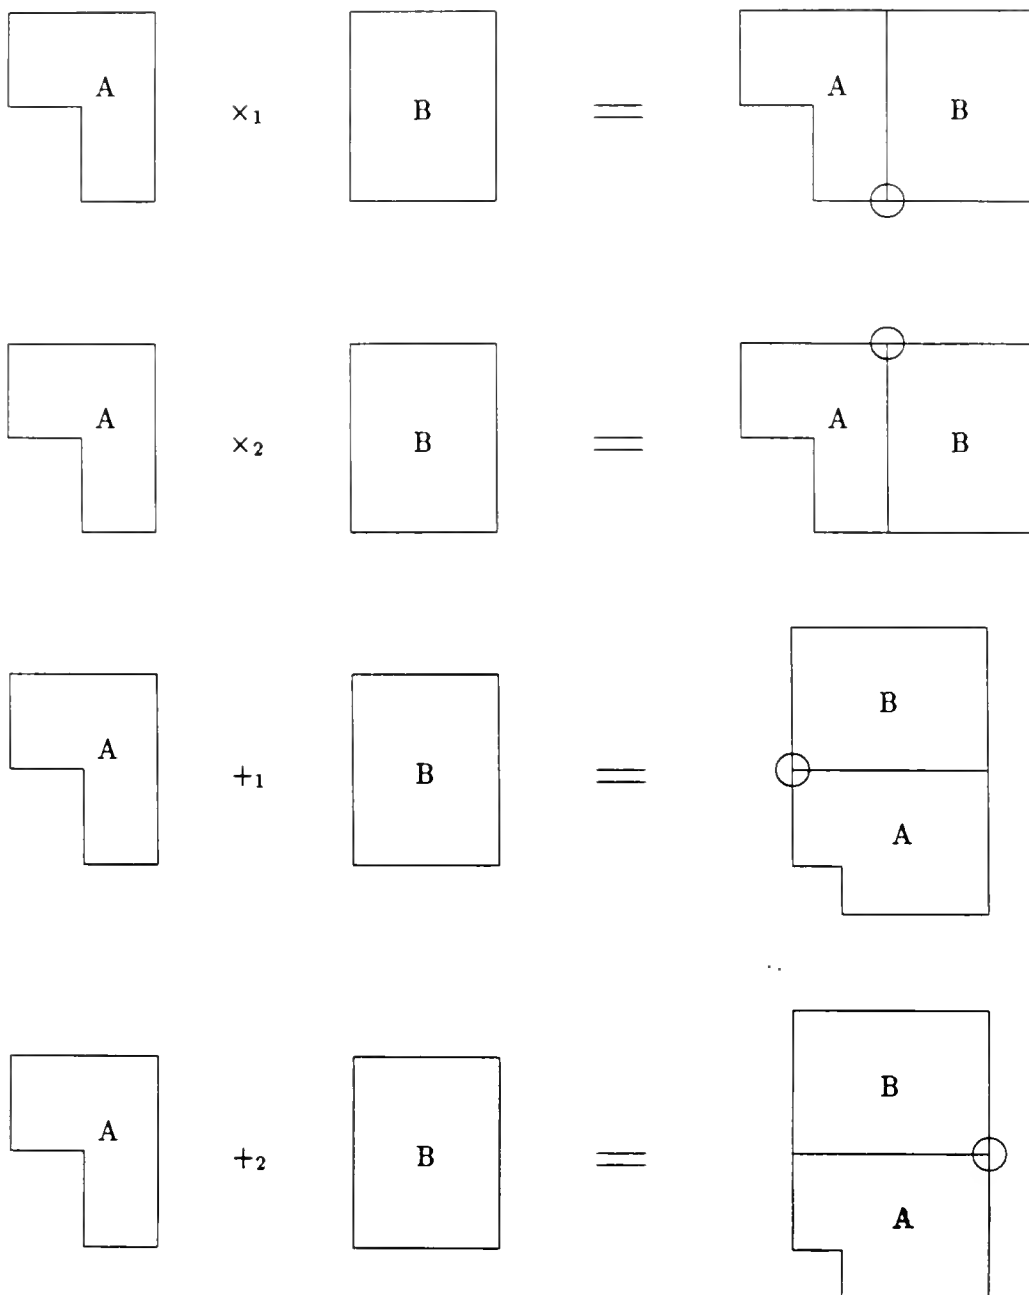 A ×₁ B = A B
A ×₂ B = A B
B
A +₁ B =
A
B
A +₂ B =
A